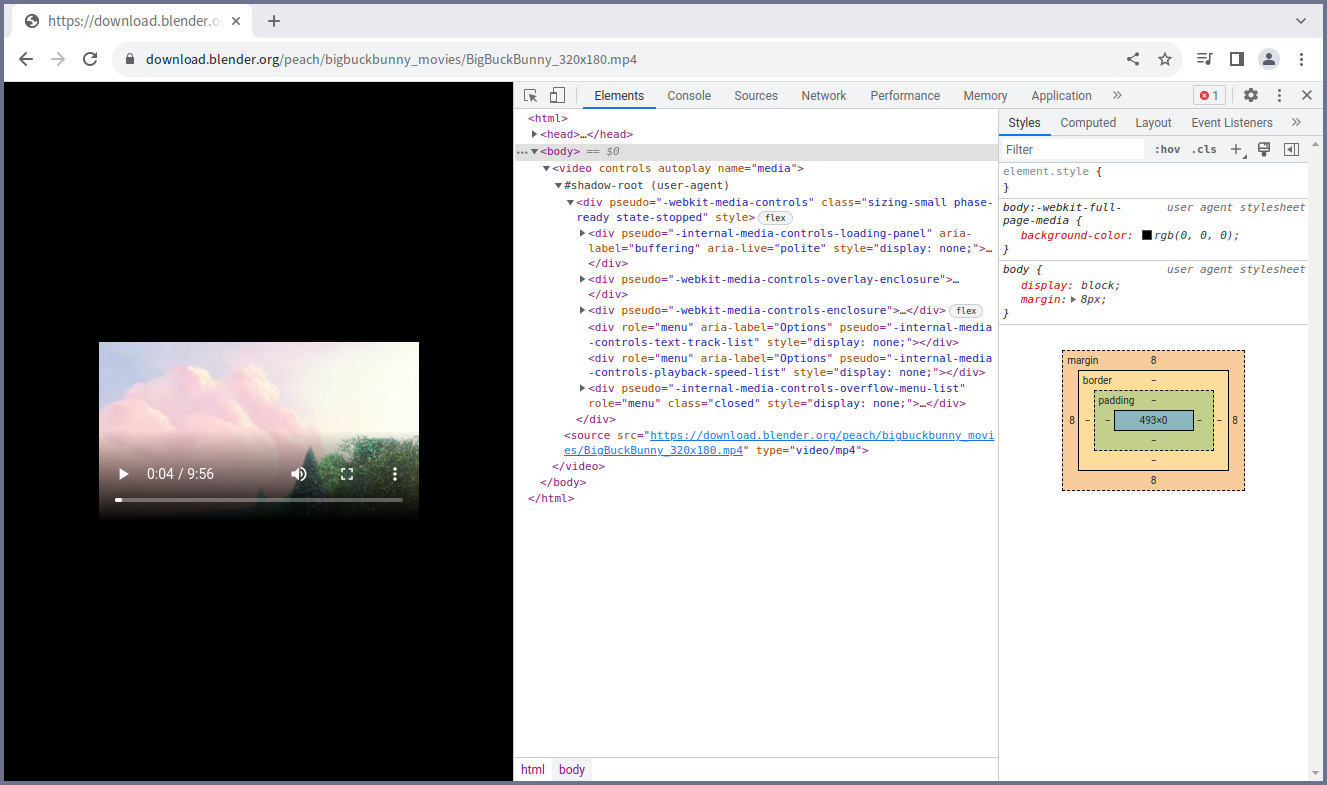 https://download.blender.o
download.blender.org/peach/bigbuckbunny_movies/BigBuckBunny_320x180.mp4
0:04 / 9:56
Elements Console Sources Network Performance Memory Application » 1
<html>
<head>…</head>
<body> == $0
<video controls autoplay name="media">
#shadow-root (user-agent)
<div pseudo="-webkit-media-controls" class="sizing-small phase-
ready state-stopped" style> flex
<div pseudo="-internal-media-controls-loading-panel" aria-
label="buffering" aria-live="polite" style="display: none;">…
</div>
<div pseudo="-webkit-media-controls-overlay-enclosure">…
</div>
<div pseudo="-webkit-media-controls-enclosure">…</div> flex
<div role="menu" aria-label="Options" pseudo="-internal-media
-controls-text-track-list" style="display: none;"></div>
<div role="menu" aria-label="Options" pseudo="-internal-media
-controls-playback-speed-list" style="display: none;"></div>
<div pseudo="-internal-media-controls-overflow-menu-list"
role="menu" class="closed" style="display: none;">…</div>
</div>
<source src="https://download.blender.org/peach/bigbuckbunny_movi
es/BigBuckBunny_320x180.mp4" type="video/mp4">
</video>
</body>
</html>
html body
Styles Computed Layout Event Listeners »
Filter :hov .cls +
element.style {
}
body:-webkit-full-page-media { user agent stylesheet
background-color: rgb(0, 0, 0);
}
body { user agent stylesheet
display: block;
margin: 8px;
}
margin 8
border –
padding –
8 – – 493×0 – – 8
–
–
8